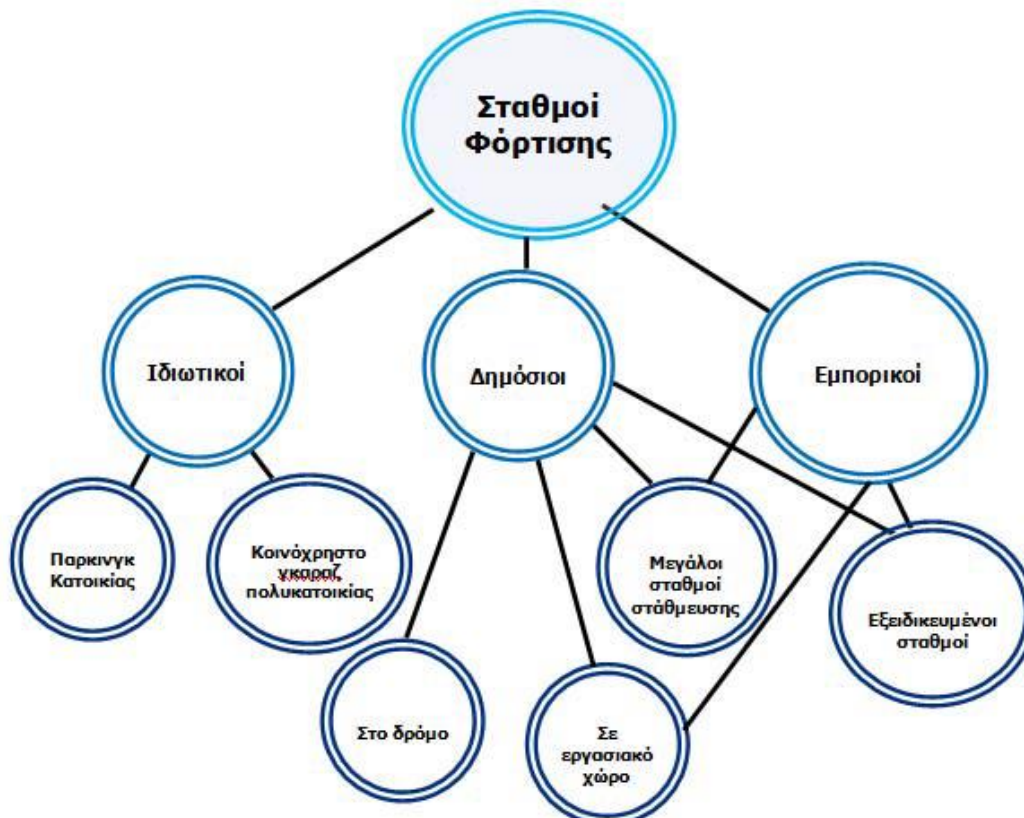 Σταθμοί
Φόρτισης
Ιδιωτικοί
Δημόσιοι
Εμπορικοί
Παρκινγκ
Κατοικίας
Κοινόχρηστο
γκαραζ
πολυκατοικίας
Μεγάλοι
σταθμοί
στάθμευσης
Εξειδικευμένοι
σταθμοί
Στο δρόμο
Σε
εργασιακό
χώρο